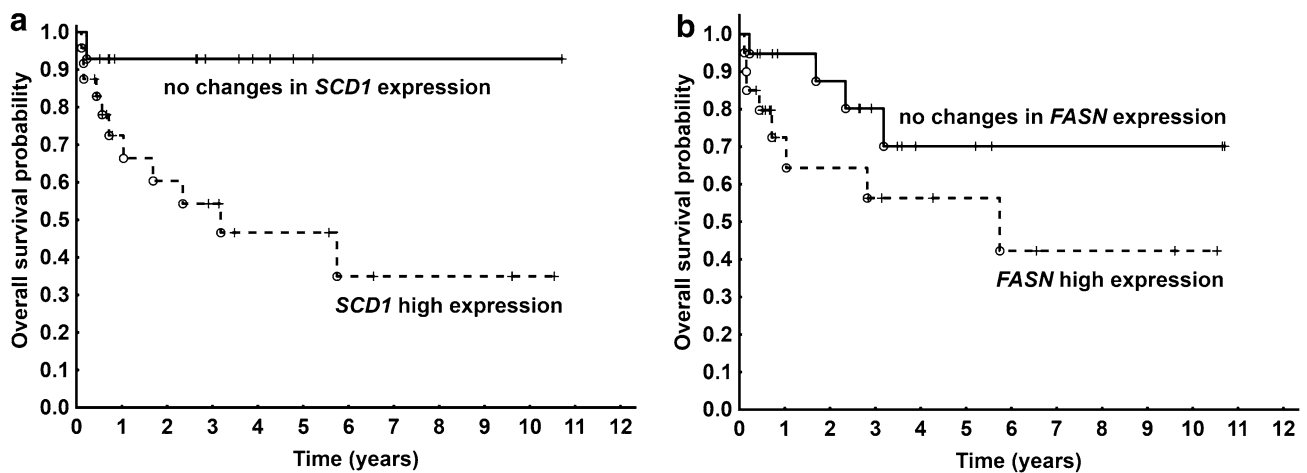 a
Overall survival probability
1.0
0.9
0.8
0.7
0.6
0.5
0.4
0.3
0.2
0.1
0.0
no changes in SCD1 expression
SCD1 high expression
0 1 2 3 4 5 6 7 8 9 10 11 12
Time (years)
b
Overall survival probability
1.0
0.9
0.8
0.7
0.6
0.5
0.4
0.3
0.2
0.1
0.0
no changes in FASN expression
FASN high expression
0 1 2 3 4 5 6 7 8 9 10 11 12
Time (years)